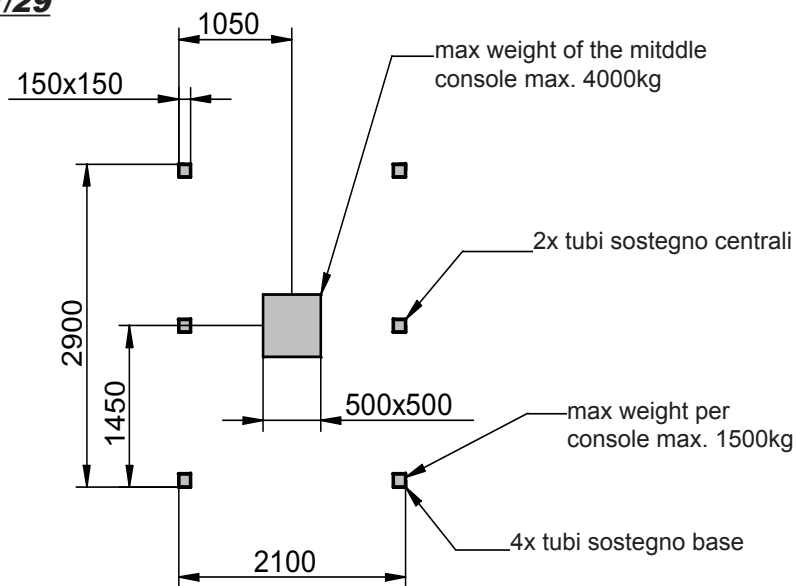 /29
1050
max weight of the mitddle
console max. 4000kg
150x150
2x tubi sostegno centrali
2900
1450
500x500
max weight per
console max. 1500kg
4x tubi sostegno base
2100